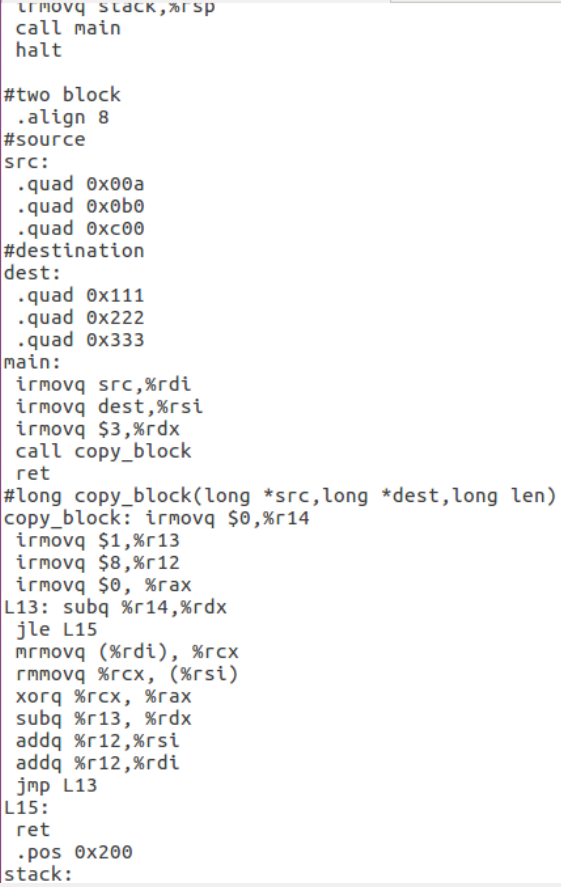 irmovq stack,%rsp
call main
halt
#two block
.align 8
#source
src:
.quad 0x00a
.quad 0x0b0
.quad 0xc00
#destination
dest:
.quad 0x111
.quad 0x222
.quad 0x333
main:
irmovq src,%rdi
irmovq dest,%rsi
irmovq $3,%rdx
call copy_block
ret
#long copy_block(long *src,long *dest,long len)
copy_block: irmovq $0,%r14
irmovq $1,%r13
irmovq $8,%r12
irmovq $0, %rax
L13: subq %r14,%rdx
jle L15
mrmovq (%rdi), %rcx
rmmovq %rcx, (%rsi)
xorq %rcx, %rax
subq %r13, %rdx
addq %r12,%rsi
addq %r12,%rdi
jmp L13
L15:
ret
.pos 0x200
stack: